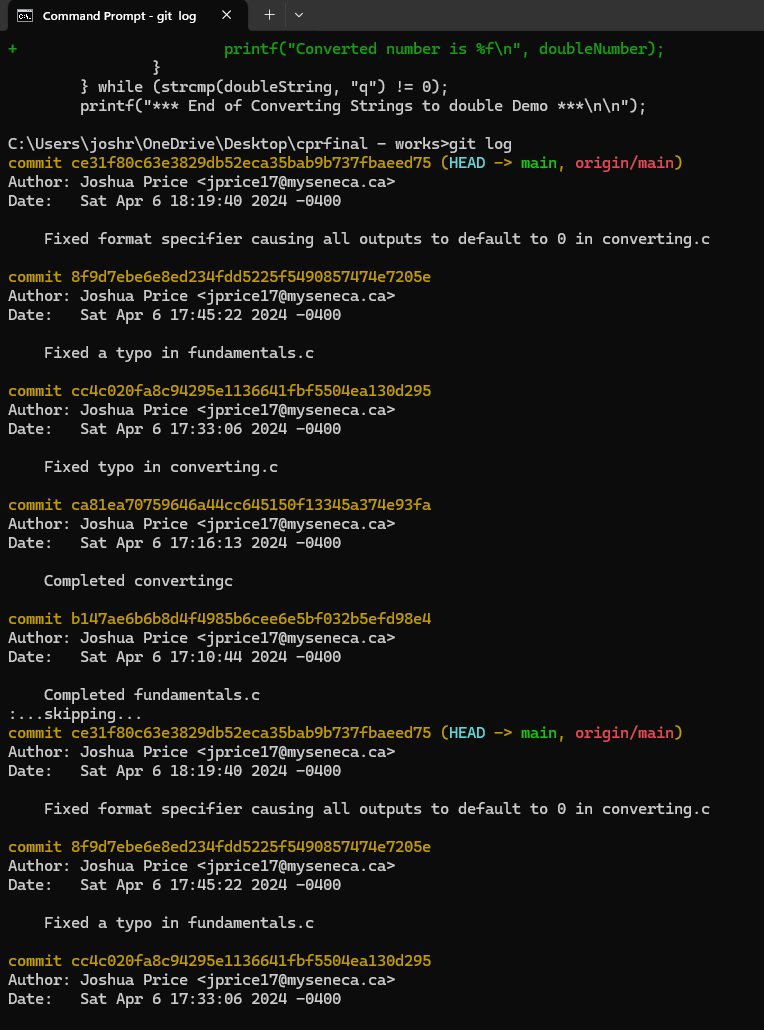 Command Prompt - git log
+                       printf("Converted number is %f\n", doubleNumber);
                }
        } while (strcmp(doubleString, "q") != 0);
        printf("*** End of Converting Strings to double Demo ***\n\n");
C:\Users\joshr\OneDrive\Desktop\cprfinal - works>git log
commit ce31f80c63e3829db52eca35bab9b737fbaeed75 (HEAD -> main, origin/main)
Author: Joshua Price <jprice17@myseneca.ca>
Date:   Sat Apr 6 18:19:40 2024 -0400
    Fixed format specifier causing all outputs to default to 0 in converting.c
commit 8f9d7ebe6e8ed234fdd5225f5490857474e7205e
Author: Joshua Price <jprice17@myseneca.ca>
Date:   Sat Apr 6 17:45:22 2024 -0400
    Fixed a typo in fundamentals.c
commit cc4c020fa8c94295e1136641fbf5504ea130d295
Author: Joshua Price <jprice17@myseneca.ca>
Date:   Sat Apr 6 17:33:06 2024 -0400
    Fixed typo in converting.c
commit ca81ea70759646a44cc645150f13345a374e93fa
Author: Joshua Price <jprice17@myseneca.ca>
Date:   Sat Apr 6 17:16:13 2024 -0400
    Completed convertingc
commit b147ae6b6b8d4f4985b6cee6e5bf032b5efd98e4
Author: Joshua Price <jprice17@myseneca.ca>
Date:   Sat Apr 6 17:10:44 2024 -0400
    Completed fundamentals.c
:...skipping...
commit ce31f80c63e3829db52eca35bab9b737fbaeed75 (HEAD -> main, origin/main)
Author: Joshua Price <jprice17@myseneca.ca>
Date:   Sat Apr 6 18:19:40 2024 -0400
    Fixed format specifier causing all outputs to default to 0 in converting.c
commit 8f9d7ebe6e8ed234fdd5225f5490857474e7205e
Author: Joshua Price <jprice17@myseneca.ca>
Date:   Sat Apr 6 17:45:22 2024 -0400
    Fixed a typo in fundamentals.c
commit cc4c020fa8c94295e1136641fbf5504ea130d295
Author: Joshua Price <jprice17@myseneca.ca>
Date:   Sat Apr 6 17:33:06 2024 -0400